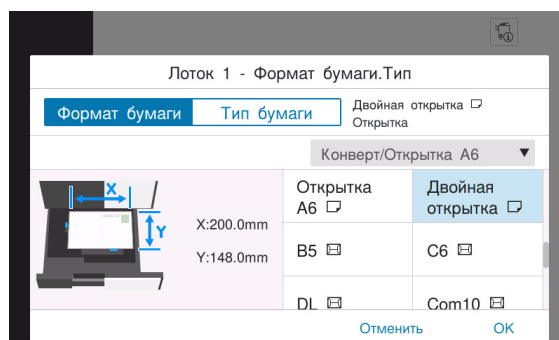 Лоток 1 - Формат бумаги.Тип
Формат бумаги
Тип бумаги
Двойная открытка
Открытка
Конверт/Открытка A6
X
Y
X:200.0mm
Y:148.0mm
Открытка
A6
Двойная
открытка
B5
C6
DL
Com10
Отменить
OK